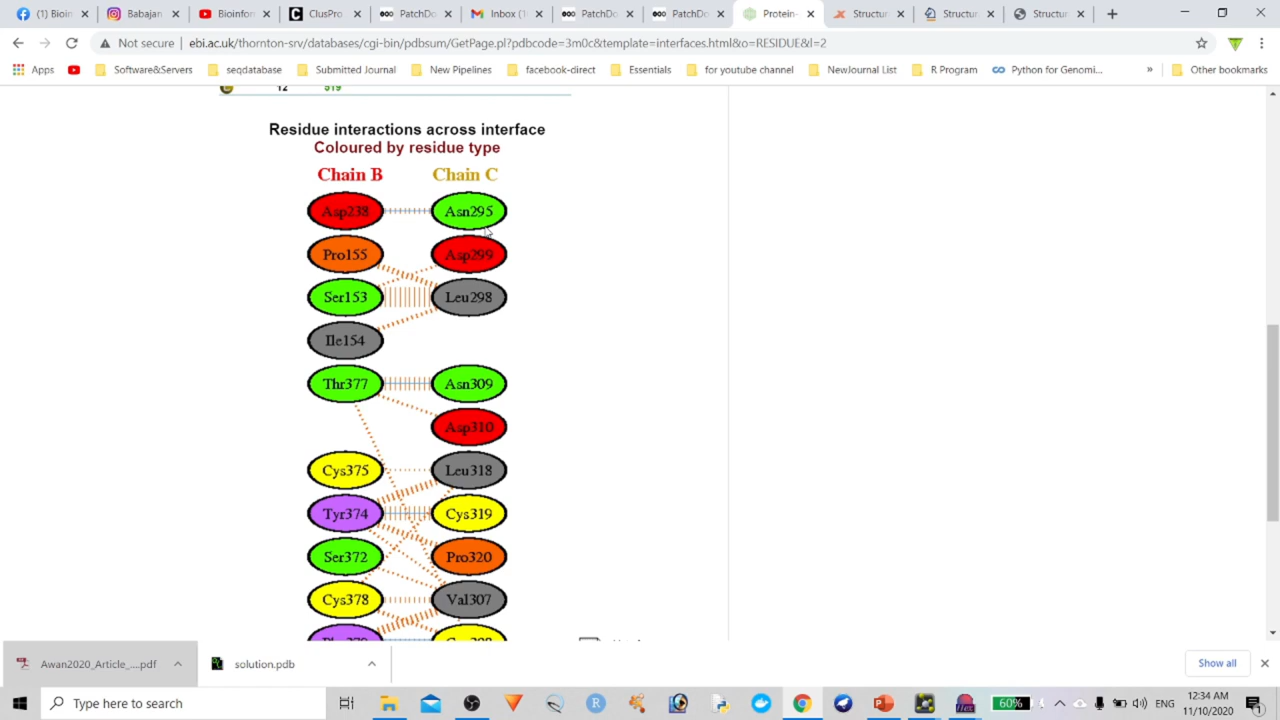 (1) Bioinfo
Babajan
Bioinfor
ClusPro
PatchDo
Inbox (1
PatchDo
PatchDo
Protein-
Structur
Structur
Structur
Not secure | ebi.ac.uk/thornton-srv/databases/cgi-bin/pdbsum/GetPage.pl?pdbcode=3m0c&template=interfaces.html&o=RESIDUE&l=2
Apps Software&Servers seqdatabase Submitted Journal New Pipelines facebook-direct Essentials for youtube channel NewJournal List R Program Python for Genomi... » Other bookmarks
12 519
Residue interactions across interface
Coloured by residue type
Chain B Chain C
Asp238 Asn295
Pro155 Asp299
Ser153 Leu298
Ile154
Thr377 Asn309
Asp310
Cys375 Leu318
Tyr374 Cys319
Ser372 Pro320
Cys378 Val307
Awan2020_Article_....pdf solution.pdb Show all
Type here to search 60% ENG 12:34 AM
11/10/2020